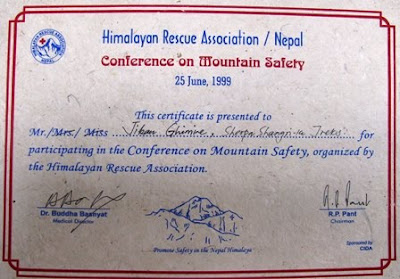 Himalayan Rescue Association / Nepal
Conference on Mountain Safety
25 June, 1999
This certificate is presented to
Mr./Mrs./ Miss Jiban Ghimire, Sherpa Shangri-la Treks for
participating in the Conference on Mountain Safety, organized by
the Himalayan Rescue Association.
Dr. Buddha Basnyat
Medical Director
R.P. Pant
Chairman
Promote Safety in the Nepal Himalaya
Sponsored by
CIDA